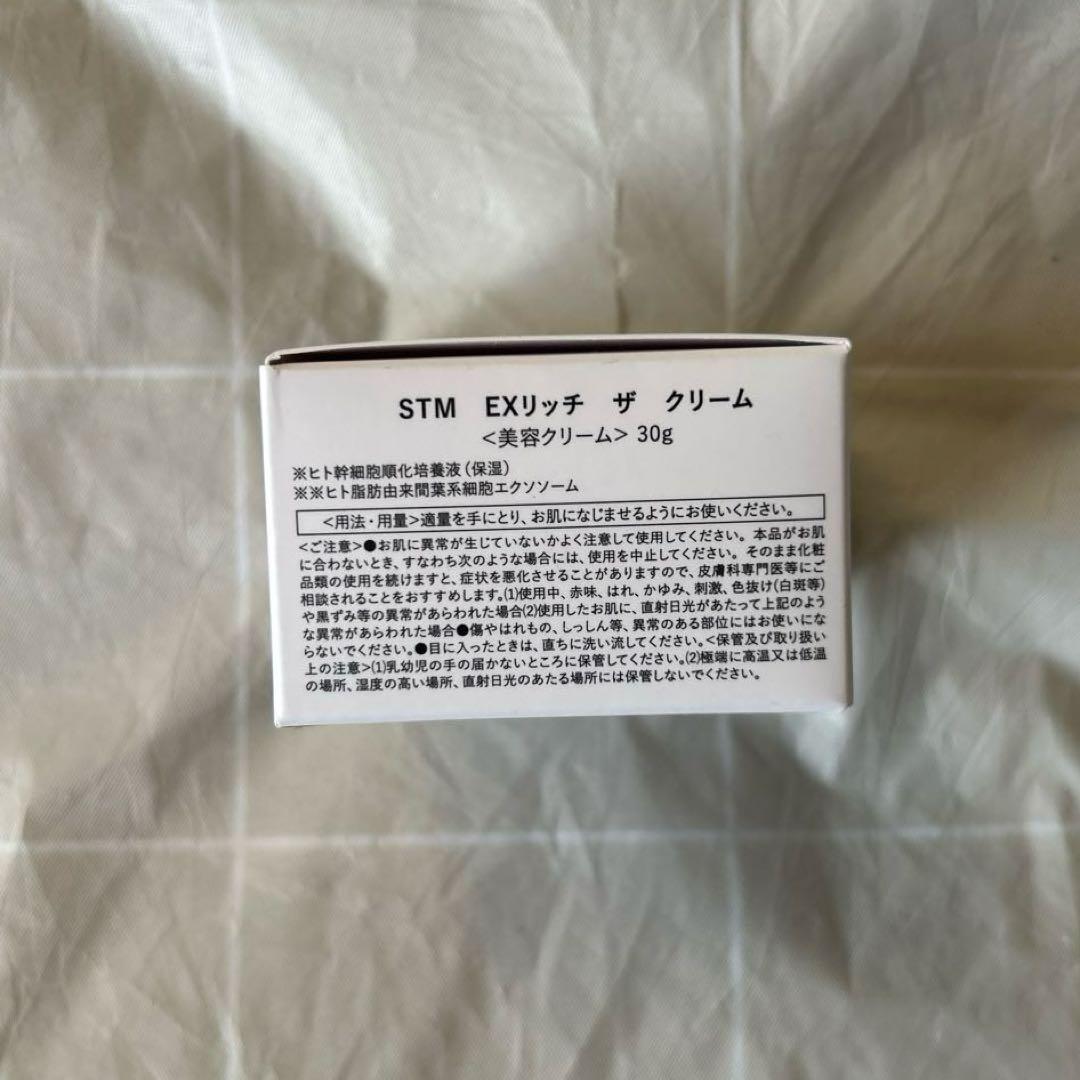 STM EXリッチ ザ クリーム
<美容クリーム> 30g
※ヒト幹細胞順化培養液(保湿)
※※ヒト脂肪由来間葉系細胞エクソソーム
<用法・用量>適量を手にとり、お肌になじませるようにお使いください。
<ご注意>●お肌に異常が生じていないかよく注意して使用してください。本品がお肌
に合わないとき、すなわち次のような場合には、使用を中止してください。そのまま化粧
品類の使用を続けますと、症状を悪化させることがありますので、皮膚科専門医等にご
相談されることをおすすめします。(1)使用中、赤味、はれ、かゆみ、刺激、色抜け(白斑等)
や黒ずみ等の異常があらわれた場合(2)使用したお肌に、直射日光があたって上記のよう
な異常があらわれた場合●傷やはれもの、しっしん等、異常のある部位にはお使いにな
らないでください。●目に入ったときは、直ちに洗い流してください。<保管及び取り扱い
上の注意>(1)乳幼児の手の届かないところに保管してください。(2)極端に高温又は低温
の場所、湿度の高い場所、直射日光のあたる場所には保管しないでください。